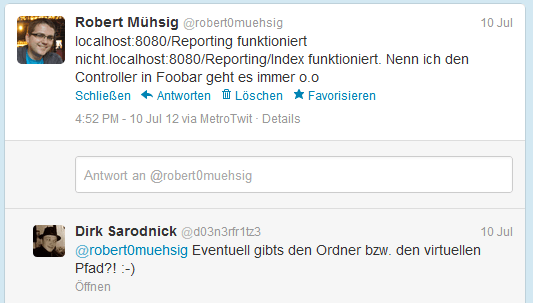 Robert Mühsig @robert0muehsig 10 Jul
localhost:8080/Reporting funktioniert
nicht.localhost:8080/Reporting/Index funktioniert. Nenn ich den
Controller in Foobar geht es immer o.o
Schließen Antworten Löschen Favorisieren
4:52 PM - 10 Jul 12 via MetroTwit · Details
Antwort an @robert0muehsig
Dirk Sarodnick @d03n3rfr1tz3 10 Jul
@robert0muehsig Eventuell gibts den Ordner bzw. den virtuellen
Pfad?! :-)
Öffnen